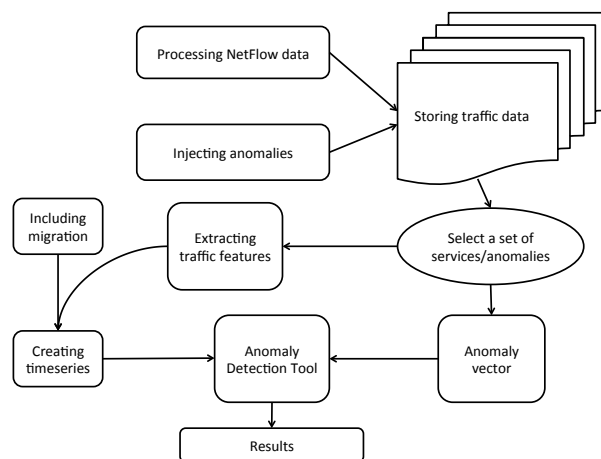 Processing NetFlow data
Storing traffic data
Injecting anomalies
Including
migration
Extracting
traffic features
Select a set of
services/anomalies
Creating
timeseries
Anomaly
Detection Tool
Anomaly
vector
Results